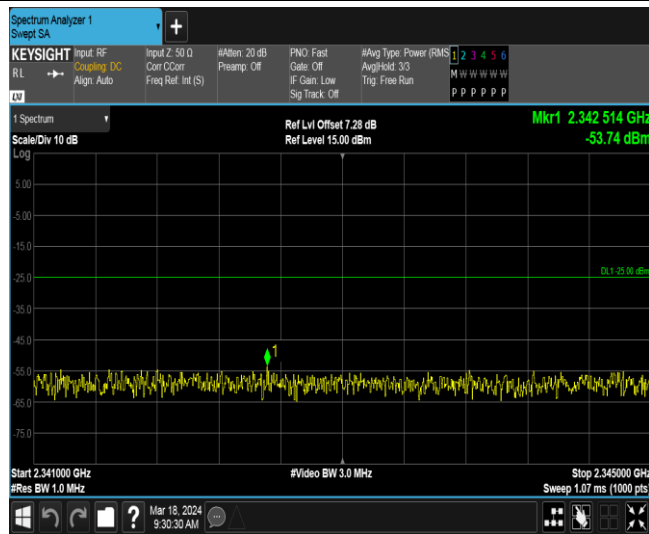 Spectrum Analyzer 1
Swept SA
+
KEYSIGHT
RL
Input: RF
Coupling: DC
Align: Auto
Input Z: 50 Ω
Corr CCorr
Freq Ref: Int (S)
#Atten: 20 dB
Preamp: Off
PNO: Fast
Gate: Off
IF Gain: Low
Sig Track: Off
#Avg Type: Power (RMS
Avg|Hold: 3/3
Trig: Free Run
1 2 3 4 5 6
M W W W W W
P P P P P P
LXI
1 Spectrum
Scale/Div 10 dB
Log
Ref Lvl Offset 7.28 dB
Ref Level 15.00 dBm
Mkr1 2.342 514 GHz
-53.74 dBm
5.00
-5.00
-15.0
-25.0
DL1 -25.00 dBm
-35.0
-45.0
1
-55.0
-65.0
-75.0
Start 2.341000 GHz
#Video BW 3.0 MHz
Stop 2.345000 GHz
#Res BW 1.0 MHz
Sweep 1.07 ms (1000 pts)
?
Mar 18, 2024
9:30:30 AM